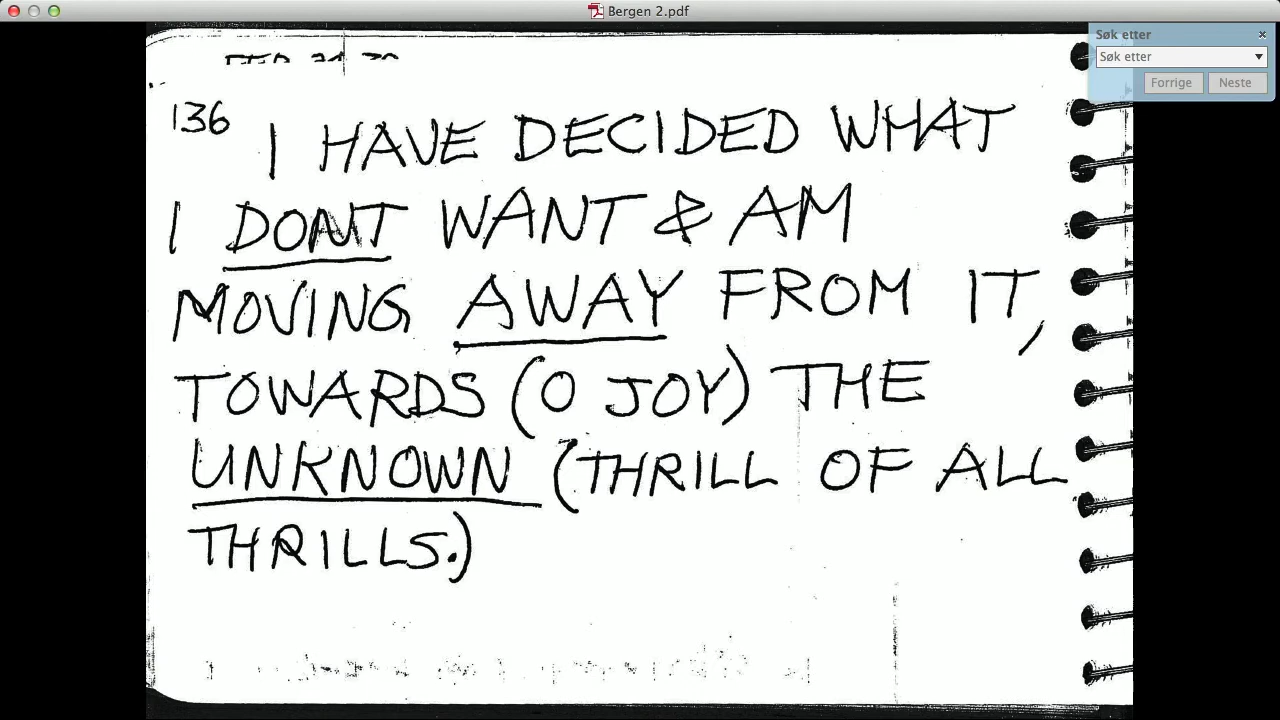 Bergen 2.pdf
Søk etter
Søk etter
Forrige Neste
136 I HAVE DECIDED WHAT
I DONT WANT & AM
MOVING AWAY FROM IT,
TOWARDS (O JOY) THE
UNKNOWN (THRILL OF ALL
THRILLS.)